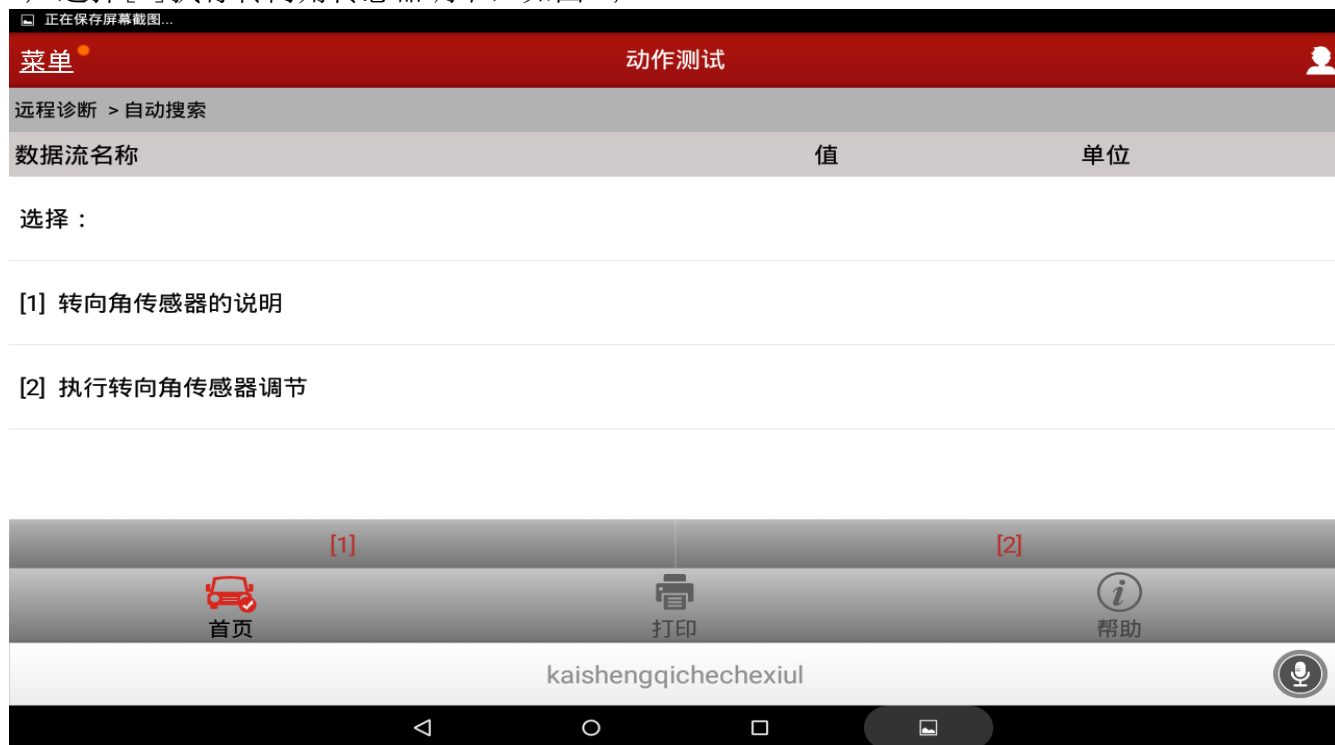 正在保存屏幕截图...
菜单 动作测试
远程诊断 > 自动搜索
数据流名称 值 单位
选择：
[1] 转向角传感器的说明
[2] 执行转向角传感器调节
[1] [2]
首页 打印 帮助
kaishengqichechexiul